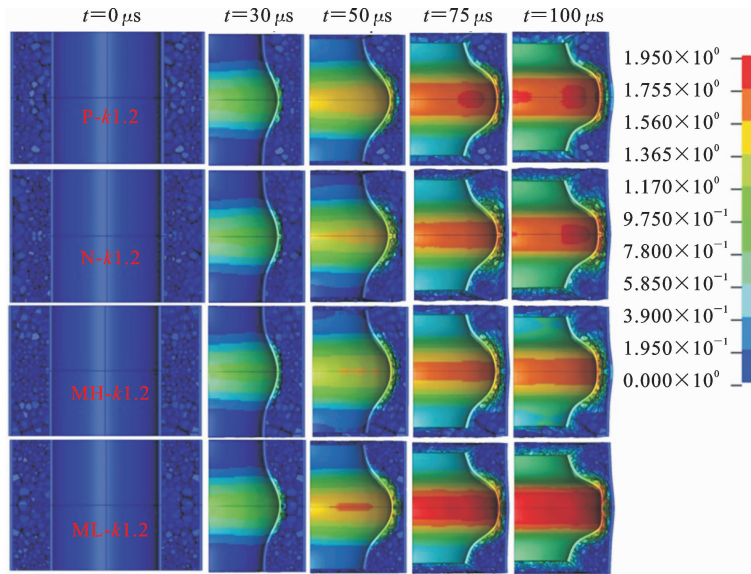 t=0 μs t=30 μs t=50 μs t=75 μs t=100 μs
P-k1.2
N-k1.2
MH-k1.2
ML-k1.2
1.950×10⁰
1.755×10⁰
1.560×10⁰
1.365×10⁰
1.170×10⁰
9.750×10⁻¹
7.800×10⁻¹
5.850×10⁻¹
3.900×10⁻¹
1.950×10⁻¹
0.000×10⁰